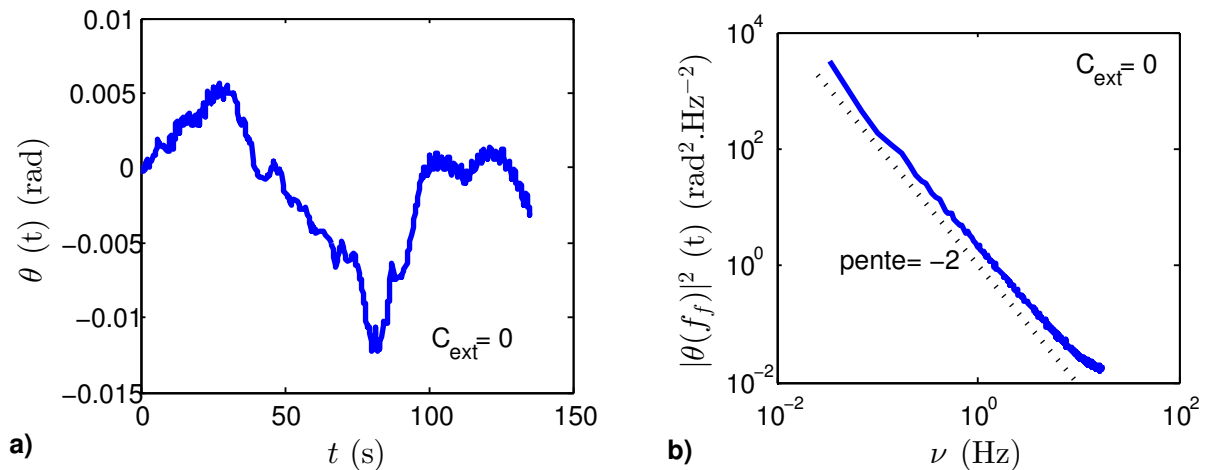 0.01
0.005
0
−0.005
−0.01
−0.015
θ (t) (rad)
C_ext= 0
0 50 100 150
t (s)
a)
10^4
10^2
10^0
10^−2
|θ(f_f)|^2 (t) (rad^2.Hz^−2)
C_ext= 0
pente= −2
10^−2 10^0 10^2
ν (Hz)
b)